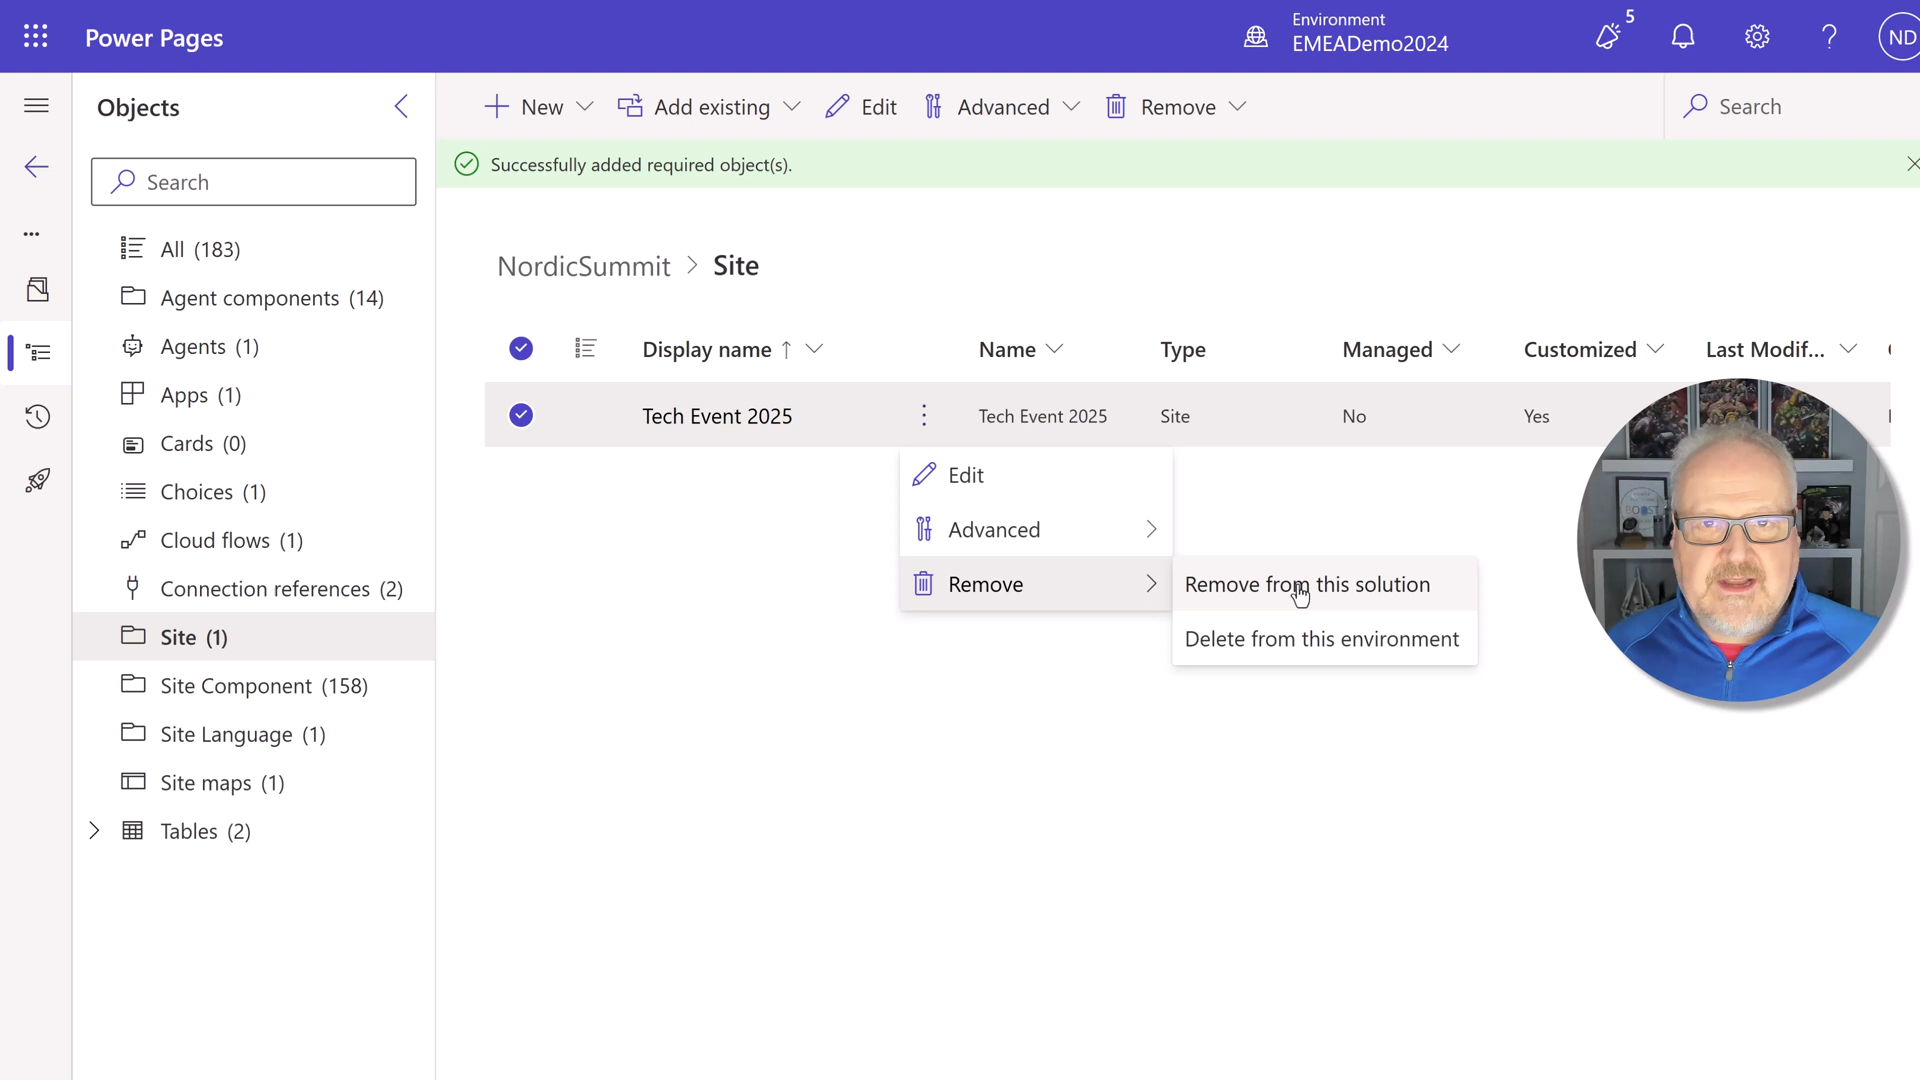 Power Pages
Environment
EMEADemo2024
5
ND
Objects
New
Add existing
Edit
Advanced
Remove
Search
Search
Successfully added required object(s).
NordicSummit > Site
All (183)
Agent components (14)
Agents (1)
Apps (1)
Cards (0)
Choices (1)
Cloud flows (1)
Connection references (2)
Site (1)
Site Component (158)
Site Language (1)
Site maps (1)
Tables (2)
Display name ↑
Name
Type
Managed
Customized
Last Modif...
Tech Event 2025
Tech Event 2025
Site
No
Yes
Edit
Advanced
Remove
Remove from this solution
Delete from this environment